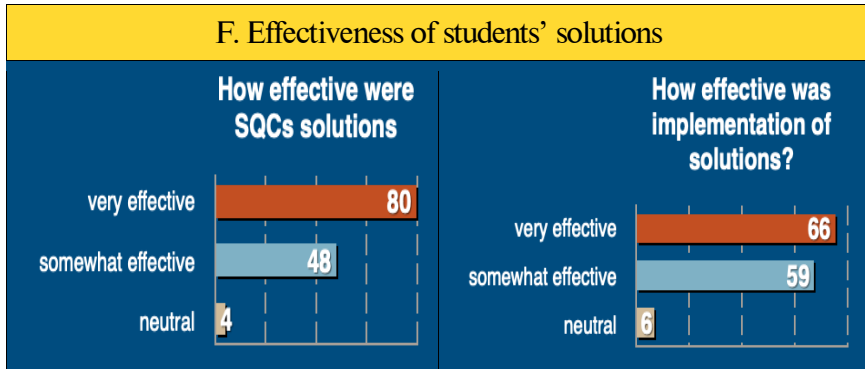 F. Effectiveness of students’ solutions
How effective were
SQCs solutions
very effective 80
somewhat effective 48
neutral 4
How effective was
implementation of
solutions?
very effective 66
somewhat effective 59
neutral 6